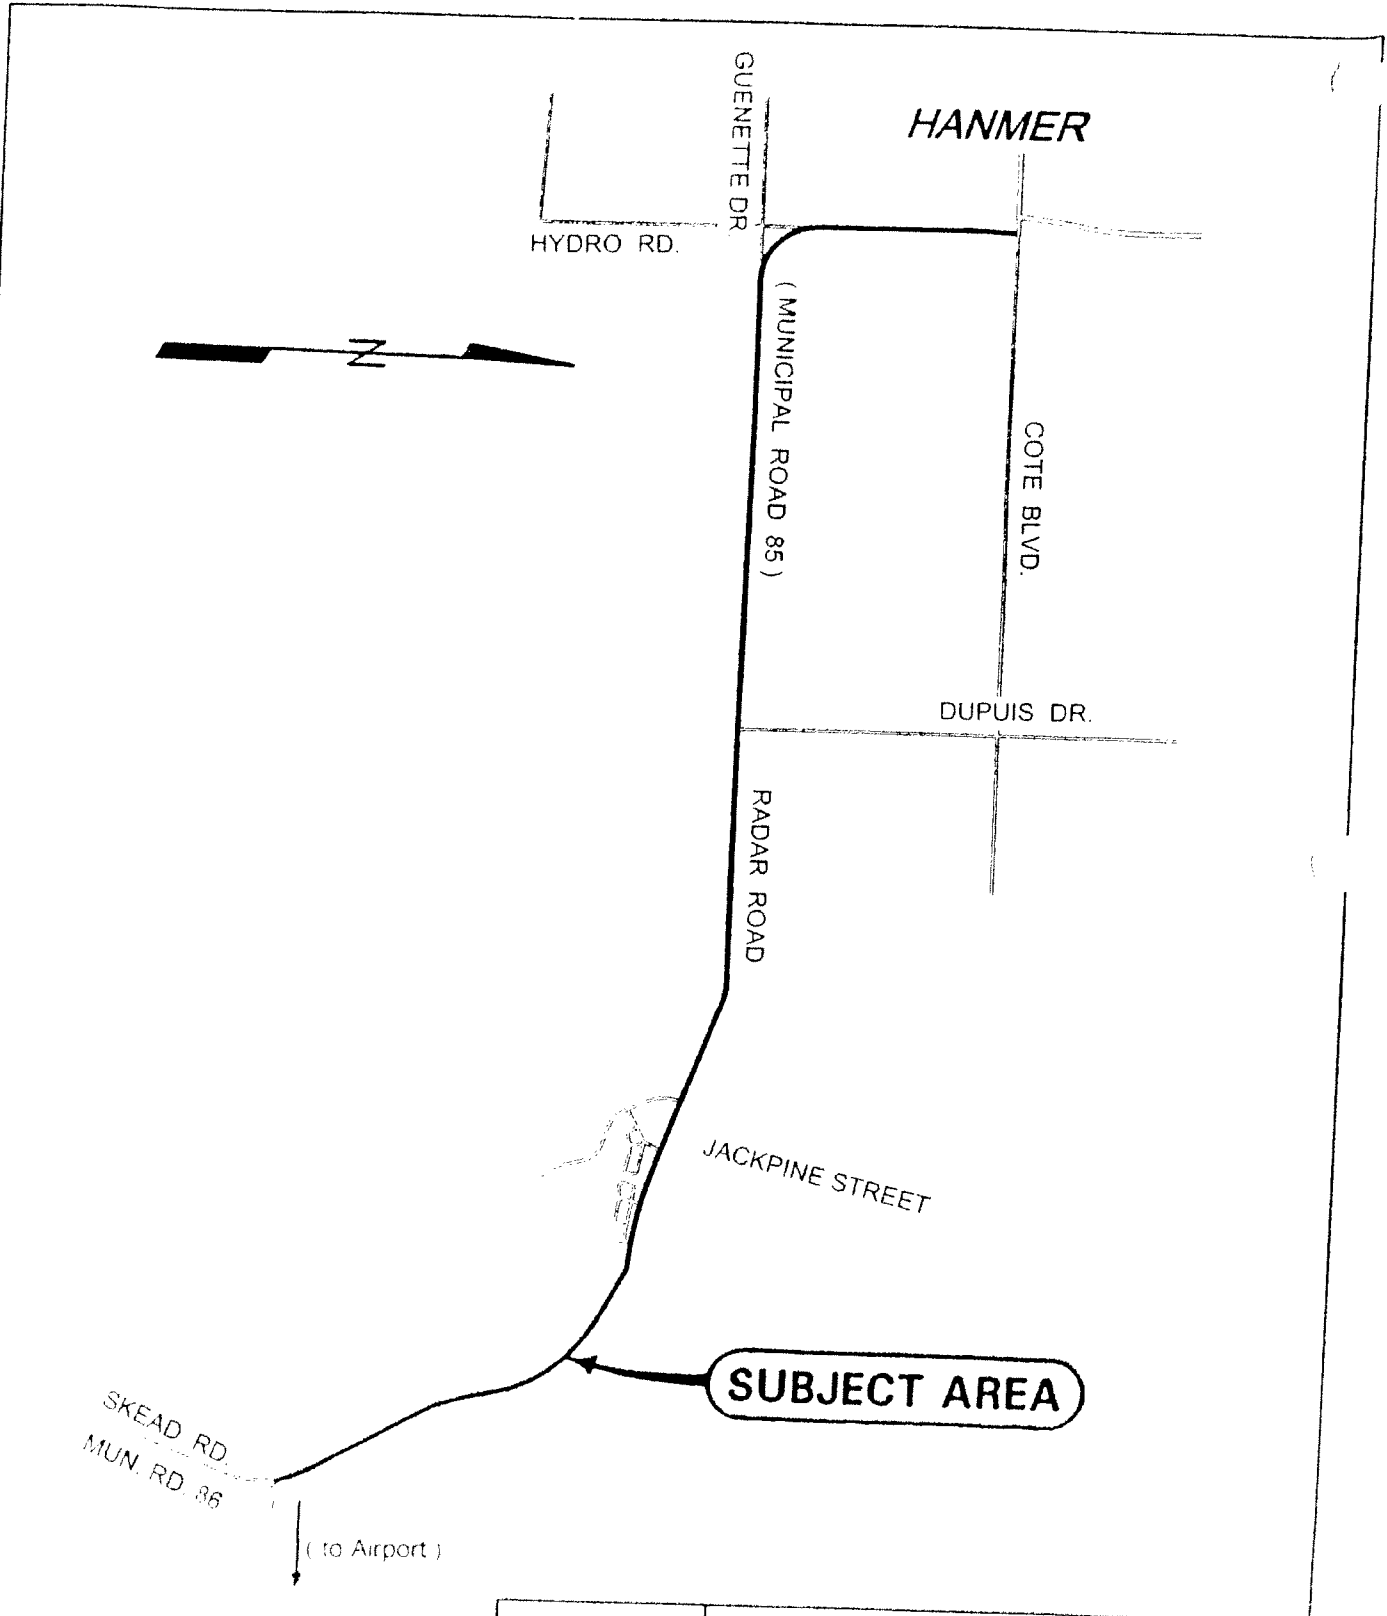 GUENETTE DR
HANMER
HYDRO RD.
( MUNICIPAL ROAD 85 )
N
COTE BLVD.
DUPUIS DR.
RADAR ROAD
JACKPINE STREET
SUBJECT AREA
SKEAD RD.
MUN. RD. 86
( to Airport )